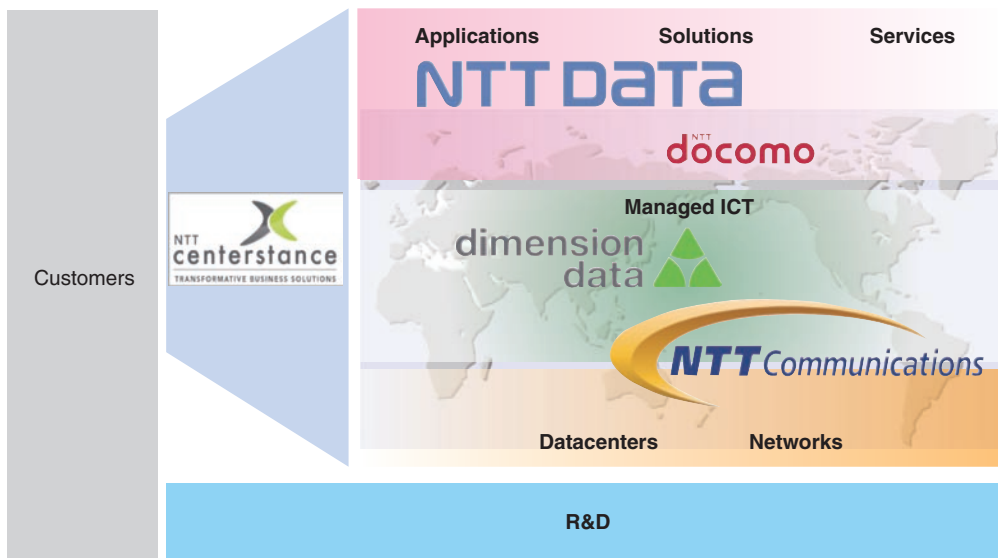 Applications Solutions Services
NTT DATA
NTT
docomo
Managed ICT
dimension
data
Customers
NTT
centerstance
TRANSFORMATIVE BUSINESS SOLUTIONS
NTT Communications
Datacenters Networks
R&D